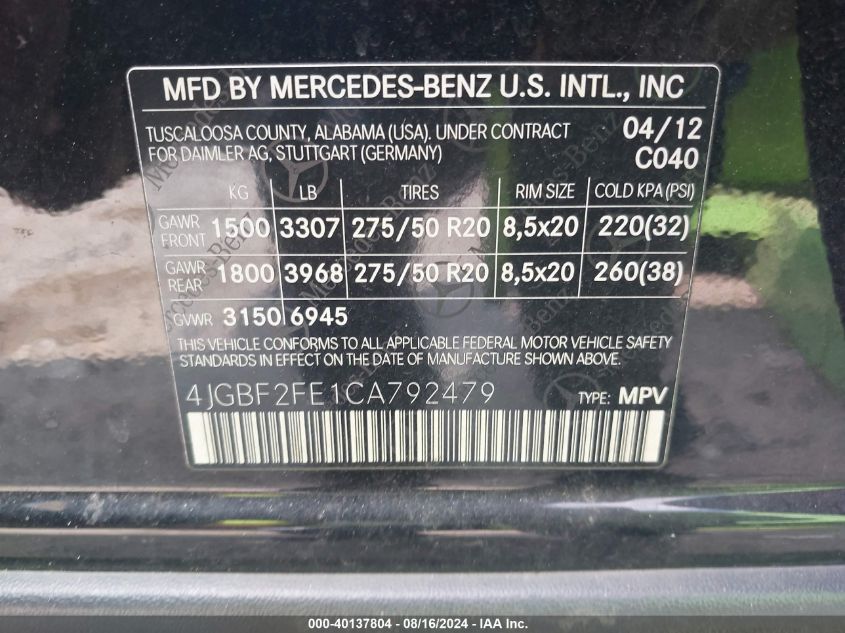 MFD BY MERCEDES-BENZ U.S. INTL., INC
TUSCALOOSA COUNTY, ALABAMA (USA). UNDER CONTRACT 04/12
FOR DAIMLER AG, STUTTGART (GERMANY) C040
KG LB TIRES RIM SIZE COLD KPA (PSI)
GAWR FRONT 1500 3307 275/50 R20 8,5x20 220(32)
GAWR REAR 1800 3968 275/50 R20 8,5x20 260(38)
GVWR 3150 6945
THIS VEHICLE CONFORMS TO ALL APPLICABLE FEDERAL MOTOR VEHICLE SAFETY
STANDARDS IN EFFECT ON THE DATE OF MANUFACTURE SHOWN ABOVE.
4JGBF2FE1CA792479 TYPE: MPV
000-40137804 - 08/16/2024 - IAA Inc.